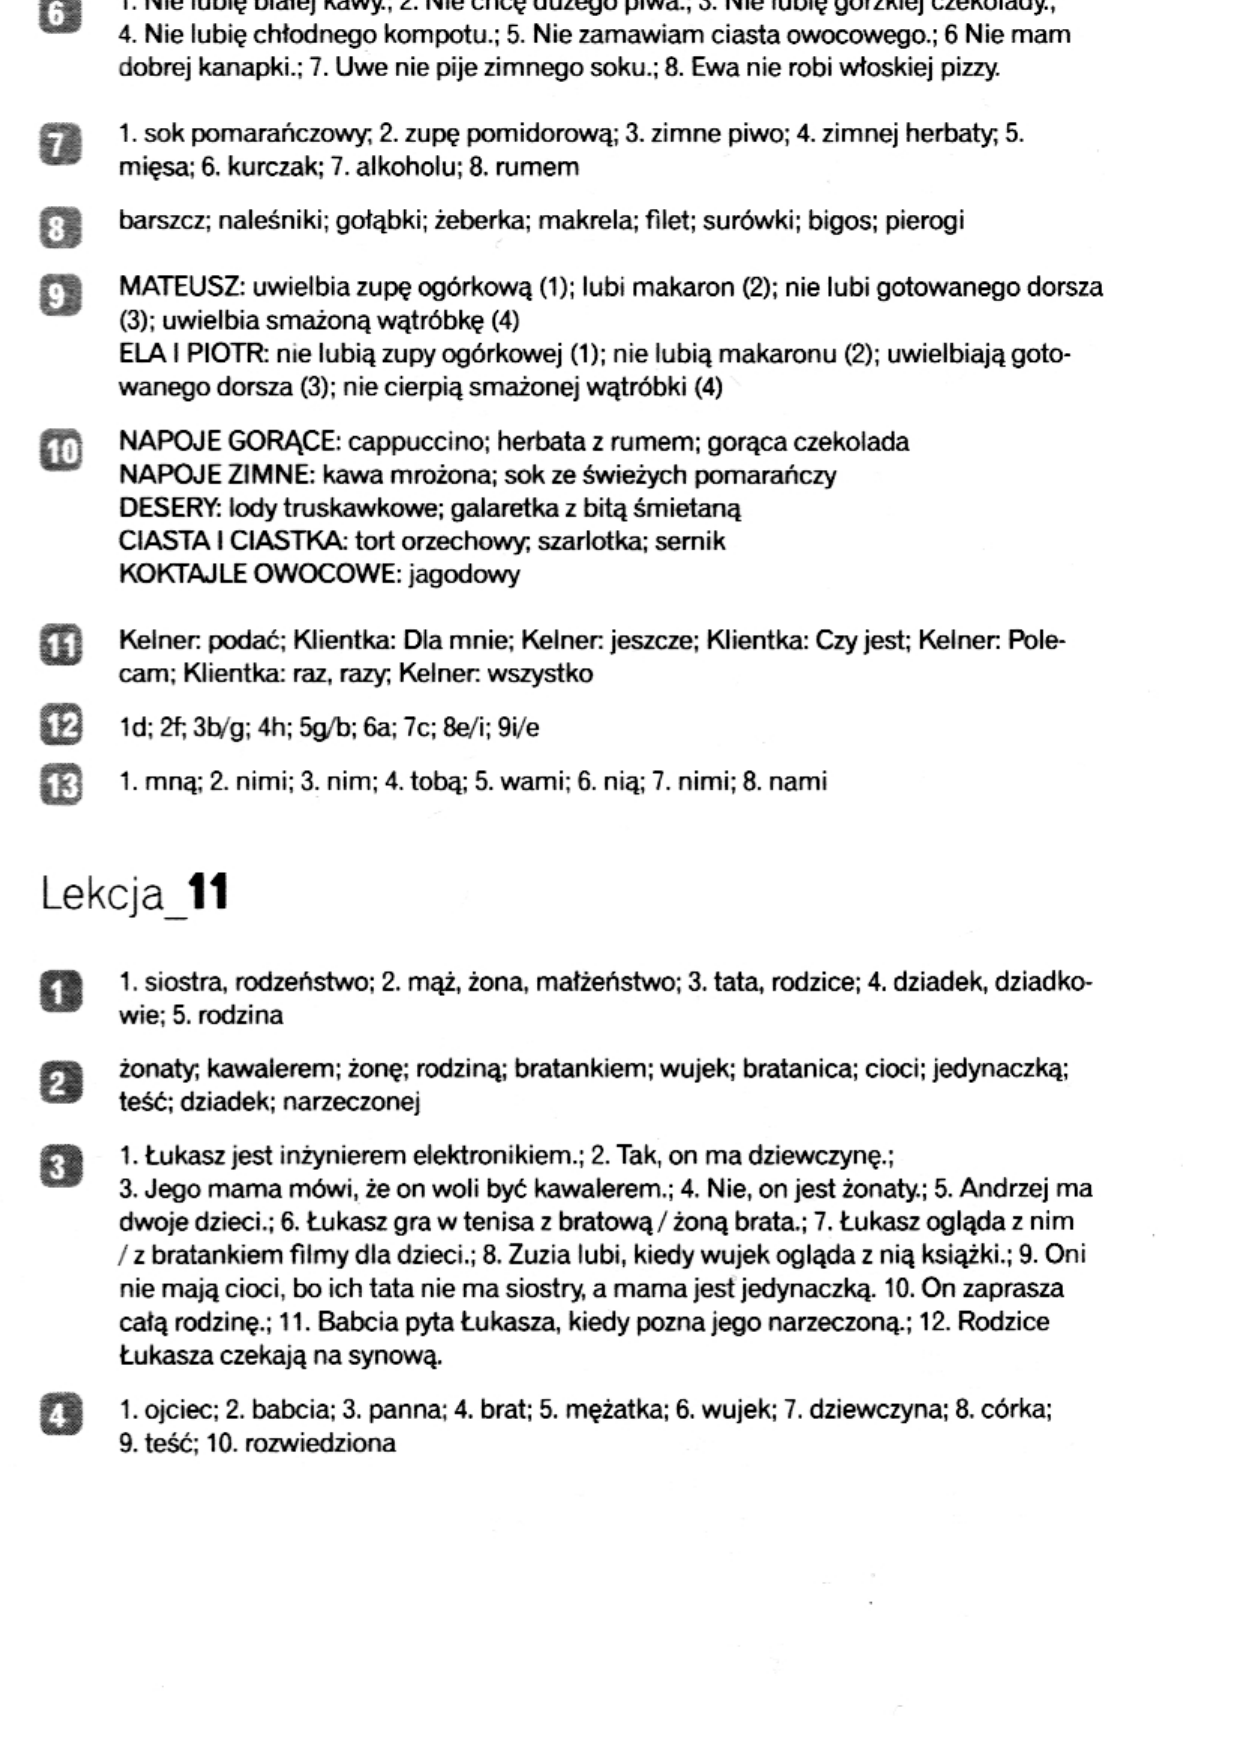 6
1. Nie lubię białej kawy.; 2. Nie chcę dużego piwa.; 3. Nie lubię gorzkiej czekolady.;
4. Nie lubię chłodnego kompotu.; 5. Nie zamawiam ciasta owocowego.; 6 Nie mam
dobrej kanapki.; 7. Uwe nie pije zimnego soku.; 8. Ewa nie robi włoskiej pizzy.
7
1. sok pomarańczowy; 2. zupę pomidorową; 3. zimne piwo; 4. zimnej herbaty; 5.
mięsa; 6. kurczak; 7. alkoholu; 8. rumem
8
barszcz; naleśniki; gołąbki; żeberka; makrela; filet; surówki; bigos; pierogi
9
MATEUSZ: uwielbia zupę ogórkową (1); lubi makaron (2); nie lubi gotowanego dorsza
(3); uwielbia smażoną wątróbkę (4)
ELA I PIOTR: nie lubią zupy ogórkowej (1); nie lubią makaronu (2); uwielbiają goto-
wanego dorsza (3); nie cierpią smażonej wątróbki (4)
10
NAPOJE GORĄCE: cappuccino; herbata z rumem; gorąca czekolada
NAPOJE ZIMNE: kawa mrożona; sok ze świeżych pomarańczy
DESERY: lody truskawkowe; galaretka z bitą śmietaną
CIASTA I CIASTKA: tort orzechowy; szarlotka; sernik
KOKTAJLE OWOCOWE: jagodowy
11
Kelner: podać; Klientka: Dla mnie; Kelner: jeszcze; Klientka: Czy jest; Kelner: Pole-
cam; Klientka: raz, razy; Kelner: wszystko
12
1d; 2f; 3b/g; 4h; 5g/b; 6a; 7c; 8e/i; 9i/e
13
1. mną; 2. nimi; 3. nim; 4. tobą; 5. wami; 6. nią; 7. nimi; 8. nami
Lekcja_11
1
1. siostra, rodzeństwo; 2. mąż, żona, małżeństwo; 3. tata, rodzice; 4. dziadek, dziadko-
wie; 5. rodzina
2
żonaty; kawalerem; żonę; rodziną; bratankiem; wujek; bratanica; cioci; jedynaczką;
teść; dziadek; narzeczonej
3
1. Łukasz jest inżynierem elektronikiem.; 2. Tak, on ma dziewczynę.;
3. Jego mama mówi, że on woli być kawalerem.; 4. Nie, on jest żonaty.; 5. Andrzej ma
dwoje dzieci.; 6. Łukasz gra w tenisa z bratową / żoną brata.; 7. Łukasz ogląda z nim
/ z bratankiem filmy dla dzieci.; 8. Zuzia lubi, kiedy wujek ogląda z nią książki.; 9. Oni
nie mają cioci, bo ich tata nie ma siostry, a mama jest jedynaczką. 10. On zaprasza
całą rodzinę.; 11. Babcia pyta Łukasza, kiedy pozna jego narzeczoną.; 12. Rodzice
Łukasza czekają na synową.
4
1. ojciec; 2. babcia; 3. panna; 4. brat; 5. mężatka; 6. wujek; 7. dziewczyna; 8. córka;
9. teść; 10. rozwiedziona